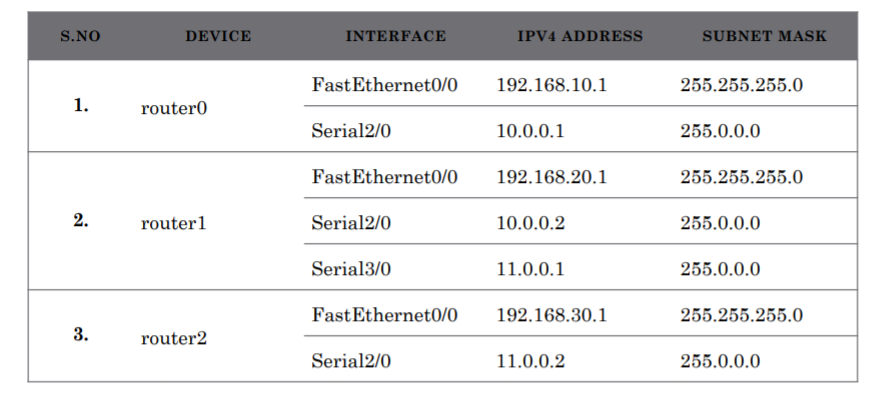 S.NO DEVICE INTERFACE IPV4 ADDRESS SUBNET MASK
1. router0 FastEthernet0/0 192.168.10.1 255.255.255.0
Serial2/0 10.0.0.1 255.0.0.0
2. router1 FastEthernet0/0 192.168.20.1 255.255.255.0
Serial2/0 10.0.0.2 255.0.0.0
Serial3/0 11.0.0.1 255.0.0.0
3. router2 FastEthernet0/0 192.168.30.1 255.255.255.0
Serial2/0 11.0.0.2 255.0.0.0